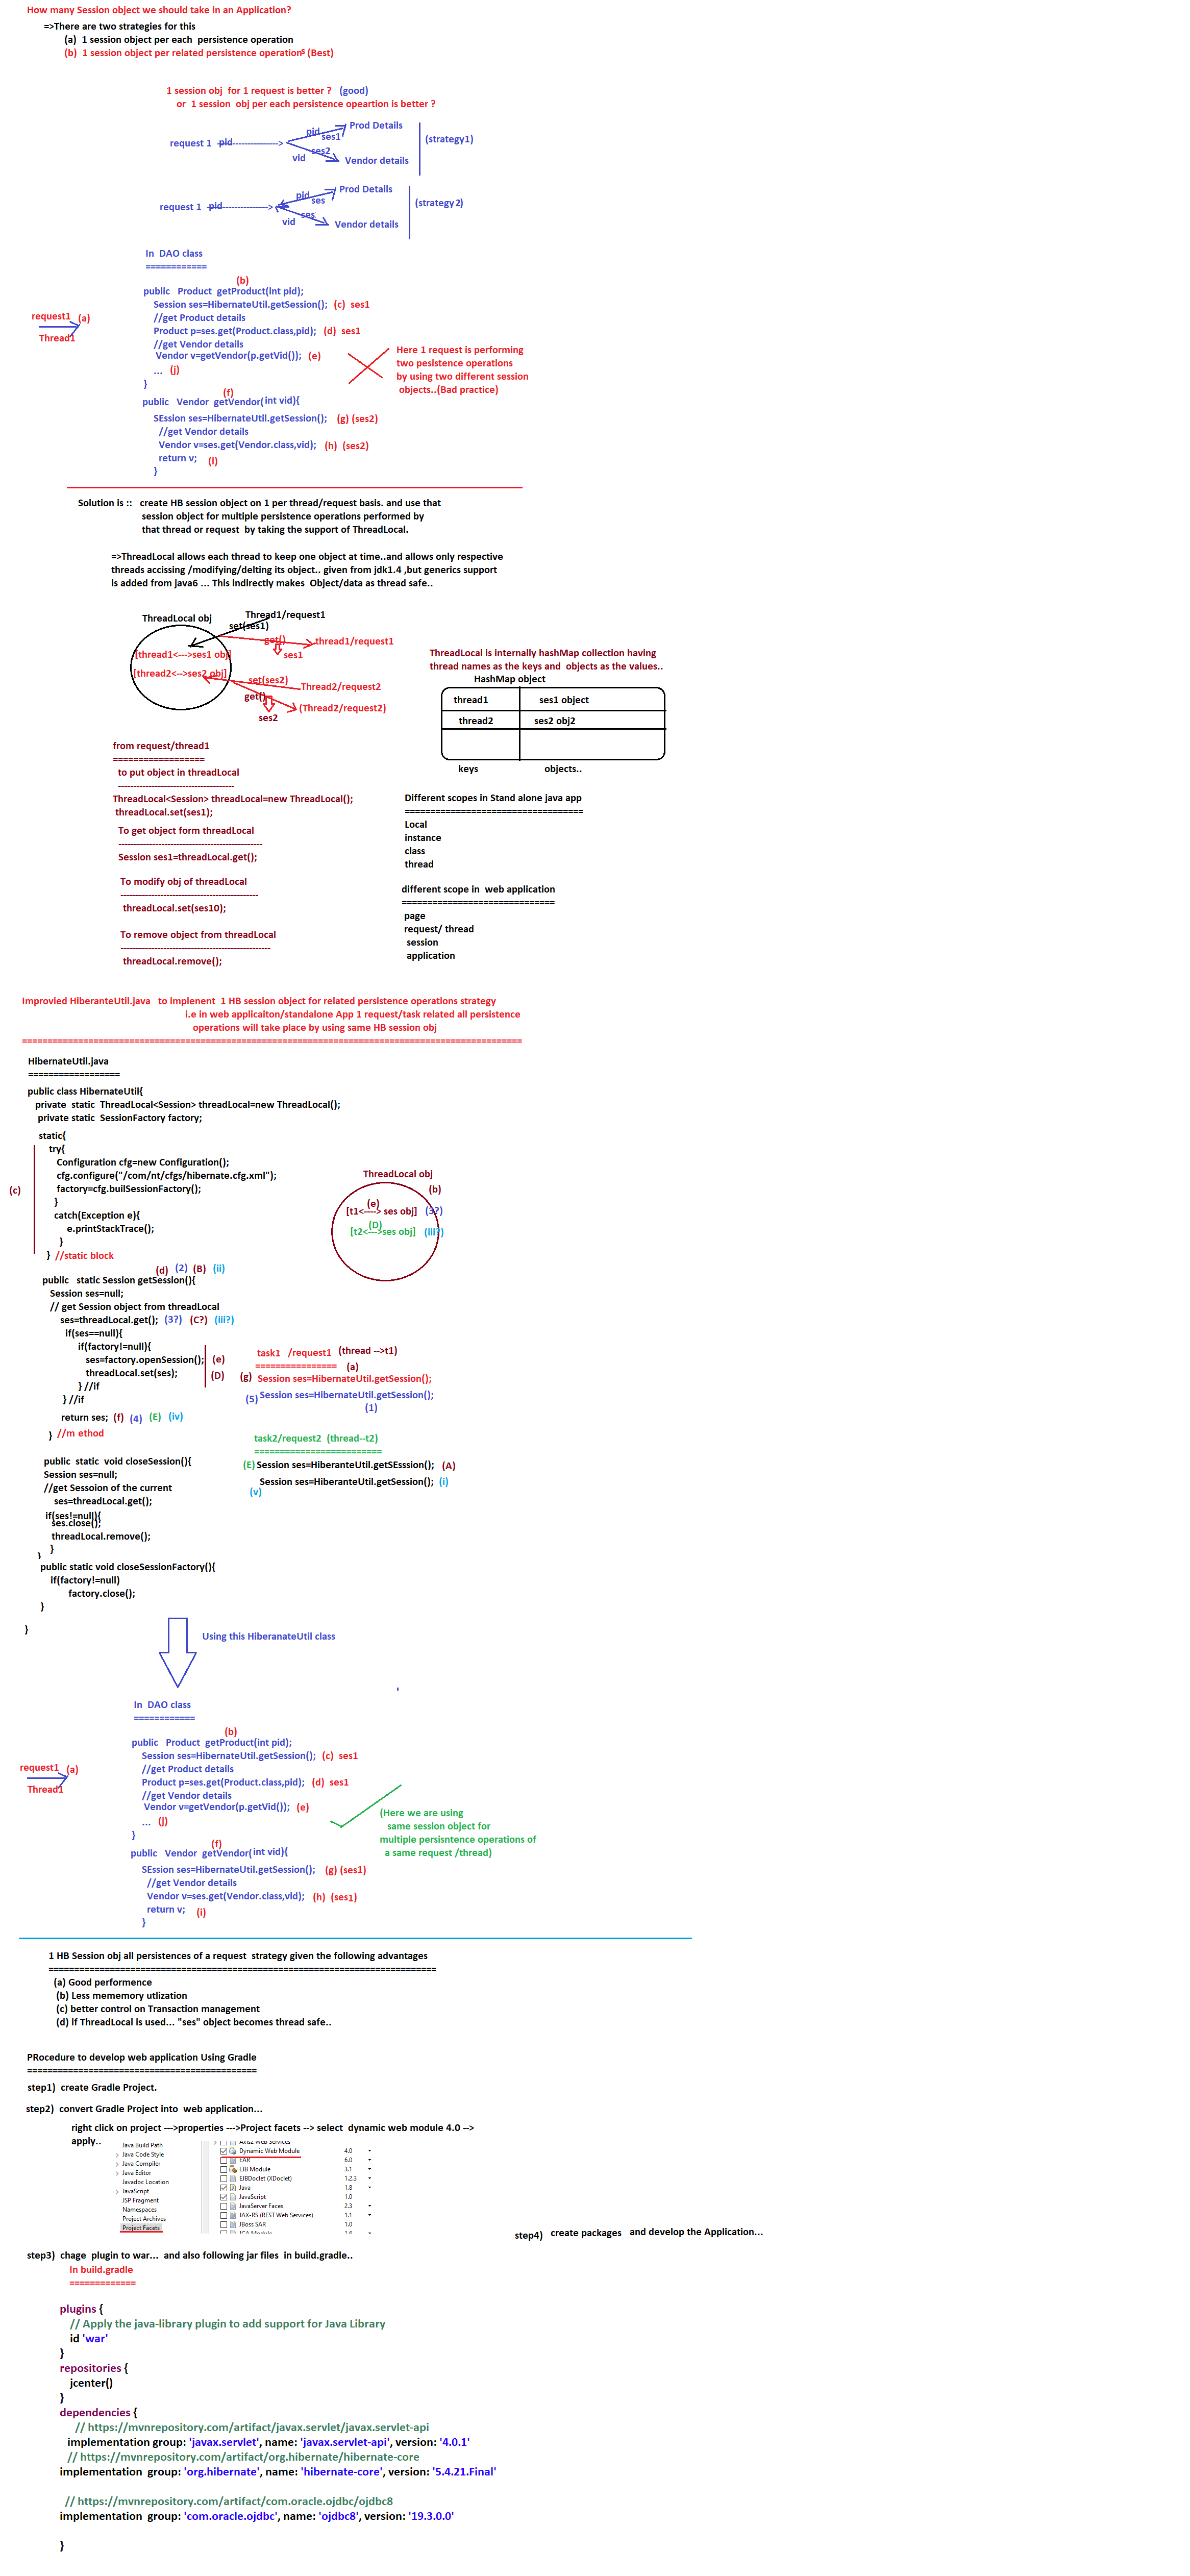 How many Session object we should take in an Application?
=>There are two strategies for this
(a) 1 session object per each persistence operation
(b) 1 session object per related persistence operations (Best)
1 session obj for 1 request is better ? (good)
or 1 session obj per each persistence opeartion is better ?
pid Prod Details
ses1
request 1 pid----------------> (strategy1)
ses2
vid Vendor details
pid Prod Details
ses
request 1 pid----------------> (strategy2)
ses
vid Vendor details
In DAO class
============
(b)
public Product getProduct(int pid);
Session ses=HibernateUtil.getSession(); (c) ses1
//get Product details
request1 (a)
Product p=ses.get(Product.class,pid); (d) ses1
Thread1
//get Vendor details
Vendor v=getVendor(p.getVid()); (e)
... (j)
}
Here 1 request is performing
two pesistence operations
by using two different session
objects..(Bad practice)
(f)
public Vendor getVendor(int vid){
SEssion ses=HibernateUtil.getSession(); (g) (ses2)
//get Vendor details
Vendor v=ses.get(Vendor.class,vid); (h) (ses2)
return v; (i)
}
Solution is :: create HB session object on 1 per thread/request basis. and use that
session object for multiple persistence operations performed by
that thread or request by taking the support of ThreadLocal.
=>ThreadLocal allows each thread to keep one object at time..and allows only respective
threads accissing /modifying/delting its object.. given from jdk1.4 ,but generics support
is added from java6 ... This indirectly makes Object/data as thread safe..
ThreadLocal obj
Thread1/request1
set(ses1)
get() thread1/request1
[thread1<--->ses1 obj]
ses1
[thread2<-->ses2 obj]
set(ses2)
Thread2/request2
get()
(Thread2/request2)
ses2
ThreadLocal is internally hashMap collection having
thread names as the keys and objects as the values..
HashMap object
thread1 ses1 object
thread2 ses2 obj2
keys objects..
from request/thread1
==================
to put object in threadLocal
--------------------------------------
ThreadLocal<Session> threadLocal=new ThreadLocal();
threadLocal.set(ses1);
To get object form threadLocal
-----------------------------------------------
Session ses1=threadLocal.get();
To modify obj of threadLocal
---------------------------------------------
threadLocal.set(ses10);
To remove object from threadLocal
-------------------------------------------------
threadLocal.remove();
Different scopes in Stand alone java app
===================================
Local
instance
class
thread
different scope in web application
==============================
page
request/ thread
session
application
Improvied HiberanteUtil.java to implenent 1 HB session object for related persistence operations strategy
i.e in web applicaiton/standalone App 1 request/task related all persistence
operations will take place by using same HB session obj
==================================================================================================
HibernateUtil.java
==================
public class HibernateUtil{
private static ThreadLocal<Session> threadLocal=new ThreadLocal();
private static SessionFactory factory;
static{
try{
Configuration cfg=new Configuration();
cfg.configure("/com/nt/cfgs/hibernate.cfg.xml");
(c) factory=cfg.builSessionFactory();
}
catch(Exception e){
e.printStackTrace();
}
} //static block
ThreadLocal obj
(b)
(e)
[t1<----> ses obj] (3?)
(D)
[t2<--->ses obj] (iii?)
(d) (2) (B) (ii)
public static Session getSession(){
Session ses=null;
// get Session object from threadLocal
ses=threadLocal.get(); (3?) (C?) (iii?)
if(ses==null){
if(factory!=null){
ses=factory.openSession(); (e)
threadLocal.set(ses); (D)
} //if
} //if
return ses; (f) (4) (E) (iv)
} //m ethod
task1 /request1 (thread -->t1)
================ (a)
(g) Session ses=HibernateUtil.getSession();
(5) Session ses=HibernateUtil.getSession();
(1)
task2/request2 (thread--t2)
=========================
(E) Session ses=HiberanteUtil.getSEsssion(); (A)
Session ses=HiberanteUtil.getSession(); (i)
(v)
public static void closeSession(){
Session ses=null;
//get Sessoion of the current
ses=threadLocal.get();
if(ses!=null){
ses.close();
threadLocal.remove();
}
}
public static void closeSessionFactory(){
if(factory!=null)
factory.close();
}
}
Using this HiberanateUtil class
In DAO class
============
(b)
public Product getProduct(int pid);
Session ses=HibernateUtil.getSession(); (c) ses1
//get Product details
request1 (a)
Product p=ses.get(Product.class,pid); (d) ses1
Thread1
//get Vendor details
Vendor v=getVendor(p.getVid()); (e)
... (j)
}
(Here we are using
same session object for
multiple persisntence operations of
a same request /thread)
(f)
public Vendor getVendor(int vid){
SEssion ses=HibernateUtil.getSession(); (g) (ses1)
//get Vendor details
Vendor v=ses.get(Vendor.class,vid); (h) (ses1)
return v; (i)
}
1 HB Session obj all persistences of a request strategy given the following advantages
============================================================================
(a) Good performence
(b) Less mememory utlization
(c) better control on Transaction management
(d) if ThreadLocal is used... "ses" object becomes thread safe..
PRocedure to develop web application Using Gradle
=============================================
step1) create Gradle Project.
step2) convert Gradle Project into web application...
right click on project --->properties --->Project facets --> select dynamic web module 4.0 -->
apply..
Java Build Path
Java Code Style
Java Compiler
Java Editor
Javadoc Location
JavaScript
JSP Fragment
Namespaces
Project Archives
Project Facets
Axis2 Web Services
Dynamic Web Module 4.0
EAR 6.0
EJB Module 3.1
EJBDoclet (XDoclet) 1.2.3
Java 1.8
JavaScript 1.0
JavaServer Faces 2.3
JAX-RS (REST Web Services) 1.1
JBoss SAR 1.0
JCA Module 1.6
step4) create packages and develop the Application...
step3) chage plugin to war... and also following jar files in build.gradle..
In build.gradle
=============
plugins {
// Apply the java-library plugin to add support for Java Library
id 'war'
}
repositories {
jcenter()
}
dependencies {
// https://mvnrepository.com/artifact/javax.servlet/javax.servlet-api
implementation group: 'javax.servlet', name: 'javax.servlet-api', version: '4.0.1'
// https://mvnrepository.com/artifact/org.hibernate/hibernate-core
implementation group: 'org.hibernate', name: 'hibernate-core', version: '5.4.21.Final'
// https://mvnrepository.com/artifact/com.oracle.ojdbc/ojdbc8
implementation group: 'com.oracle.ojdbc', name: 'ojdbc8', version: '19.3.0.0'
}